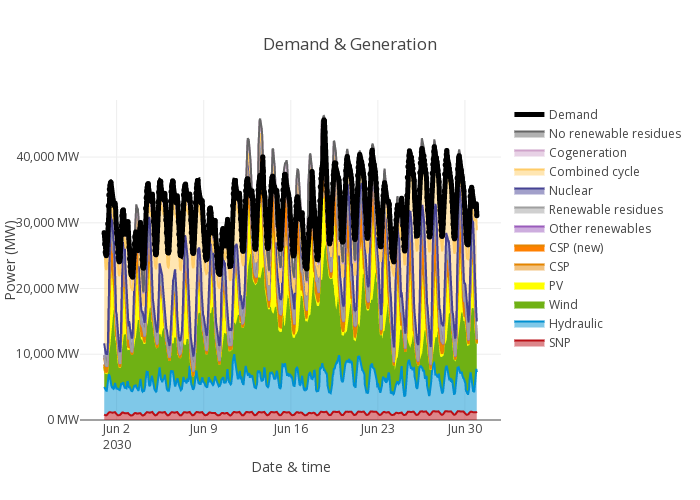 Demand & Generation
Demand
No renewable residues
Cogeneration
Combined cycle
Nuclear
Renewable residues
Other renewables
CSP (new)
CSP
PV
Wind
Hydraulic
SNP
40,000 MW
30,000 MW
20,000 MW
10,000 MW
0 MW
Power (MW)
Jun 2
2030
Jun 9
Jun 16
Jun 23
Jun 30
Date & time